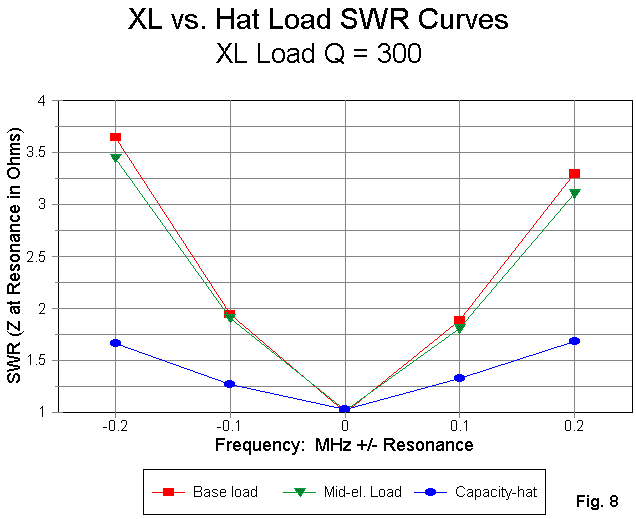 XL vs. Hat Load SWR Curves
XL Load Q = 300
SWR (Z at Resonance in Ohms)
4
3.5
3
2.5
2
1.5
1
-0.2
-0.1
0
0.1
0.2
Frequency: MHz +/- Resonance
Base load
Mid-el. Load
Capacity-hat
Fig. 8